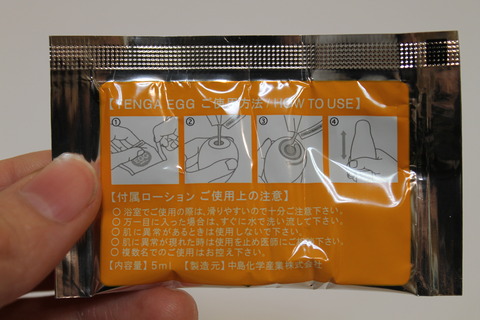 【TENGA EGG ご使用方法/HOW TO USE】
① ② ③ ④
【付属ローション ご使用上の注意】
○ 浴室でご使用の際は、滑りやすいので十分ご注意下さい。
○ 万一目に入った場合は、すぐに水で洗い流して下さい。
○ 肌に異常があるときは使用しないで下さい。
○ 肌に異常が現れた時は使用を止め医師にご相談下さい。
○ 複数名でのご使用はお控え下さい。
【内容量】5ml 【製造元】中島化学産業株式会社